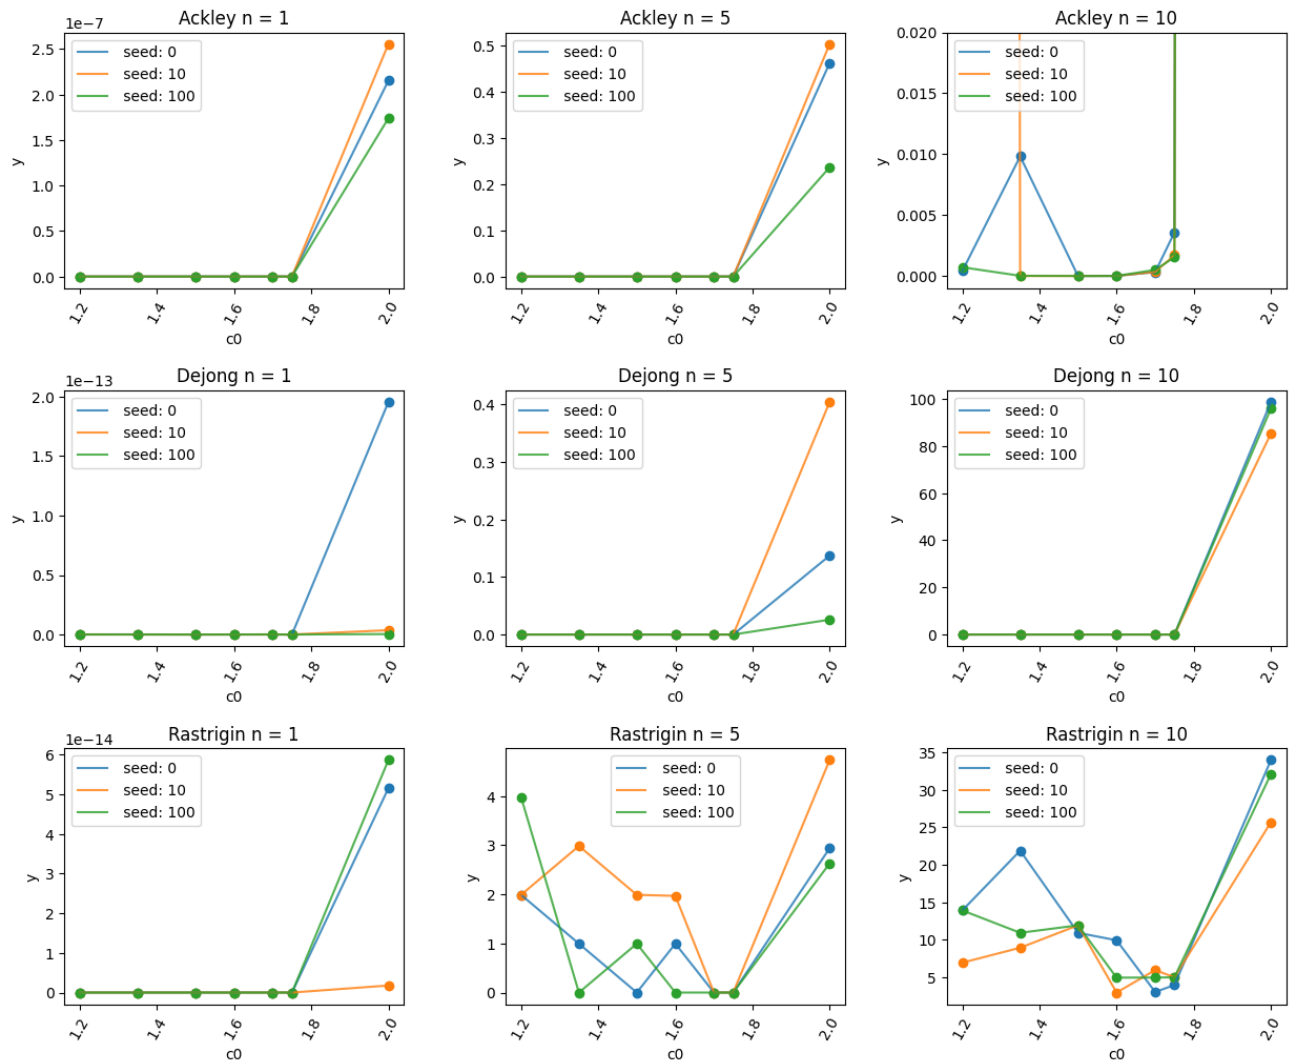 Ackley n = 1
1e−7
seed: 0
seed: 10
seed: 100
2.5
2.0
1.5
1.0
0.5
0.0
y
1.2
1.4
1.6
1.8
2.0
c0
Ackley n = 5
seed: 0
seed: 10
seed: 100
0.5
0.4
0.3
0.2
0.1
0.0
y
1.2
1.4
1.6
1.8
2.0
c0
Ackley n = 10
seed: 0
seed: 10
seed: 100
0.020
0.015
0.010
0.005
0.000
y
1.2
1.4
1.6
1.8
2.0
c0
Dejong n = 1
1e−13
seed: 0
seed: 10
seed: 100
2.0
1.5
1.0
0.5
0.0
y
1.2
1.4
1.6
1.8
2.0
c0
Dejong n = 5
seed: 0
seed: 10
seed: 100
0.4
0.3
0.2
0.1
0.0
y
1.2
1.4
1.6
1.8
2.0
c0
Dejong n = 10
seed: 0
seed: 10
seed: 100
100
80
60
40
20
0
y
1.2
1.4
1.6
1.8
2.0
c0
Rastrigin n = 1
1e−14
seed: 0
seed: 10
seed: 100
6
5
4
3
2
1
0
y
1.2
1.4
1.6
1.8
2.0
c0
Rastrigin n = 5
seed: 0
seed: 10
seed: 100
4
3
2
1
0
y
1.2
1.4
1.6
1.8
2.0
c0
Rastrigin n = 10
seed: 0
seed: 10
seed: 100
35
30
25
20
15
10
5
y
1.2
1.4
1.6
1.8
2.0
c0